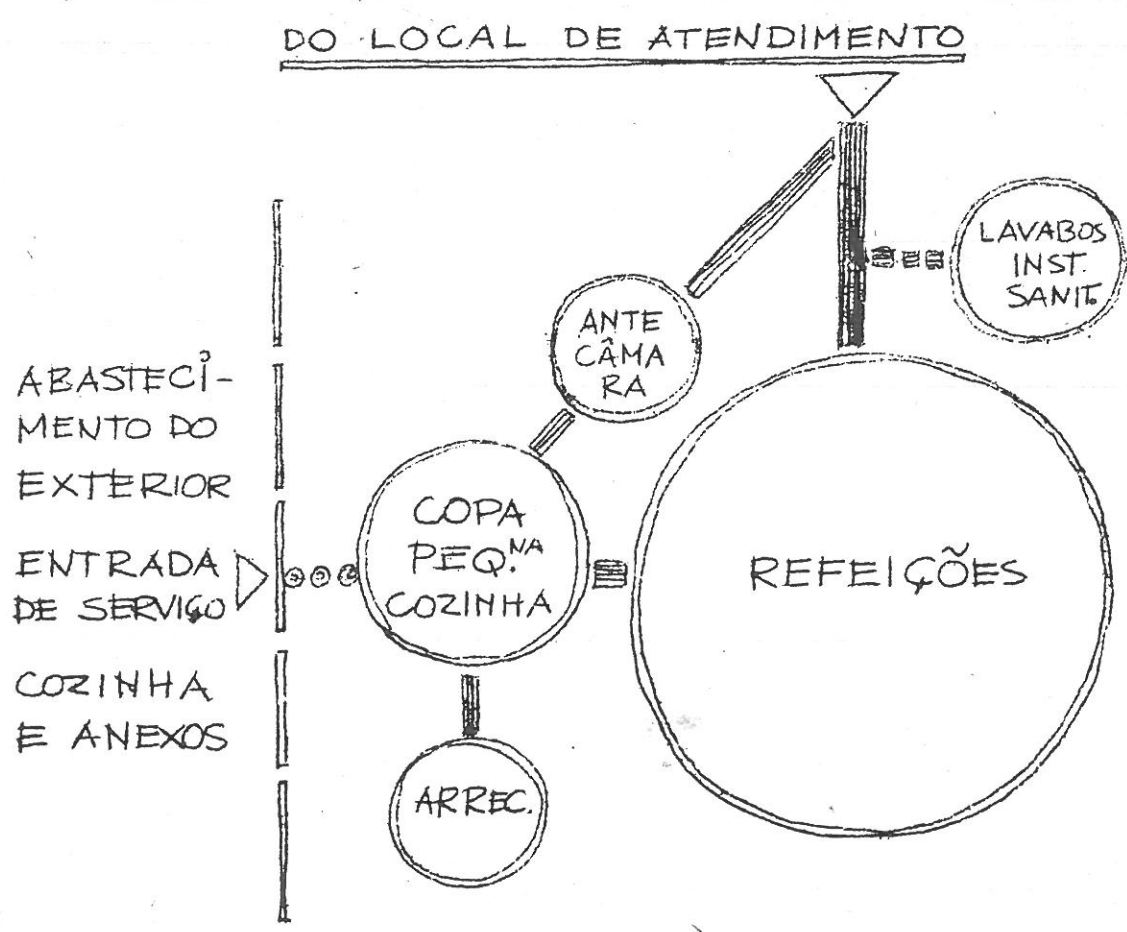 DO LOCAL DE ATENDIMENTO
LAVABOS
INST.
SANIT.
ANTE
CÂMA
RA
ABASTECI-
MENTO DO
EXTERIOR
ENTRADA
DE SERVIÇO
COZINHA
E ANEXOS
COPA
PEQ.NA
COZINHA
REFEIÇÕES
ARREC.